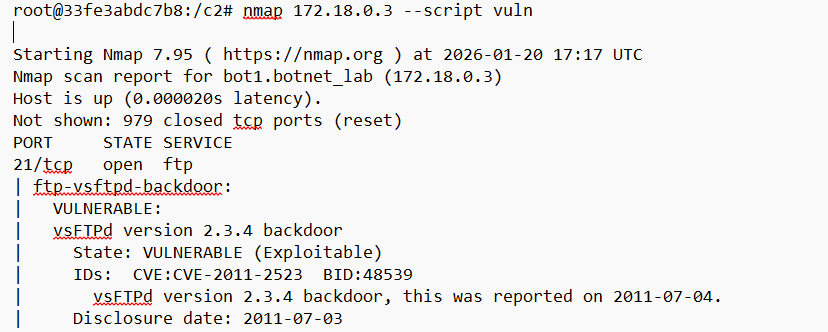 root@33fe3abdc7b8:/c2# nmap 172.18.0.3 --script vuln
Starting Nmap 7.95 ( https://nmap.org ) at 2026-01-20 17:17 UTC
Nmap scan report for bot1.botnet_lab (172.18.0.3)
Host is up (0.000020s latency).
Not shown: 979 closed tcp ports (reset)
PORT     STATE SERVICE
21/tcp   open  ftp
| ftp-vsftpd-backdoor:
|   VULNERABLE:
|   vsFTPd version 2.3.4 backdoor
|     State: VULNERABLE (Exploitable)
|     IDs:  CVE:CVE-2011-2523  BID:48539
|       vsFTPd version 2.3.4 backdoor, this was reported on 2011-07-04.
|     Disclosure date: 2011-07-03